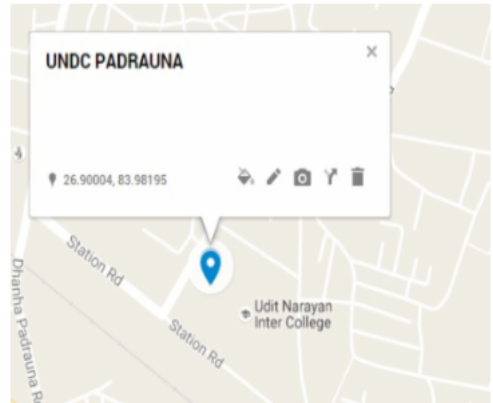 UNDC PADRAUNA
×
26.90004, 83.98195
Station Rd
Dhanha Padrauna R
Udit Narayan
Inter College
Station Rd